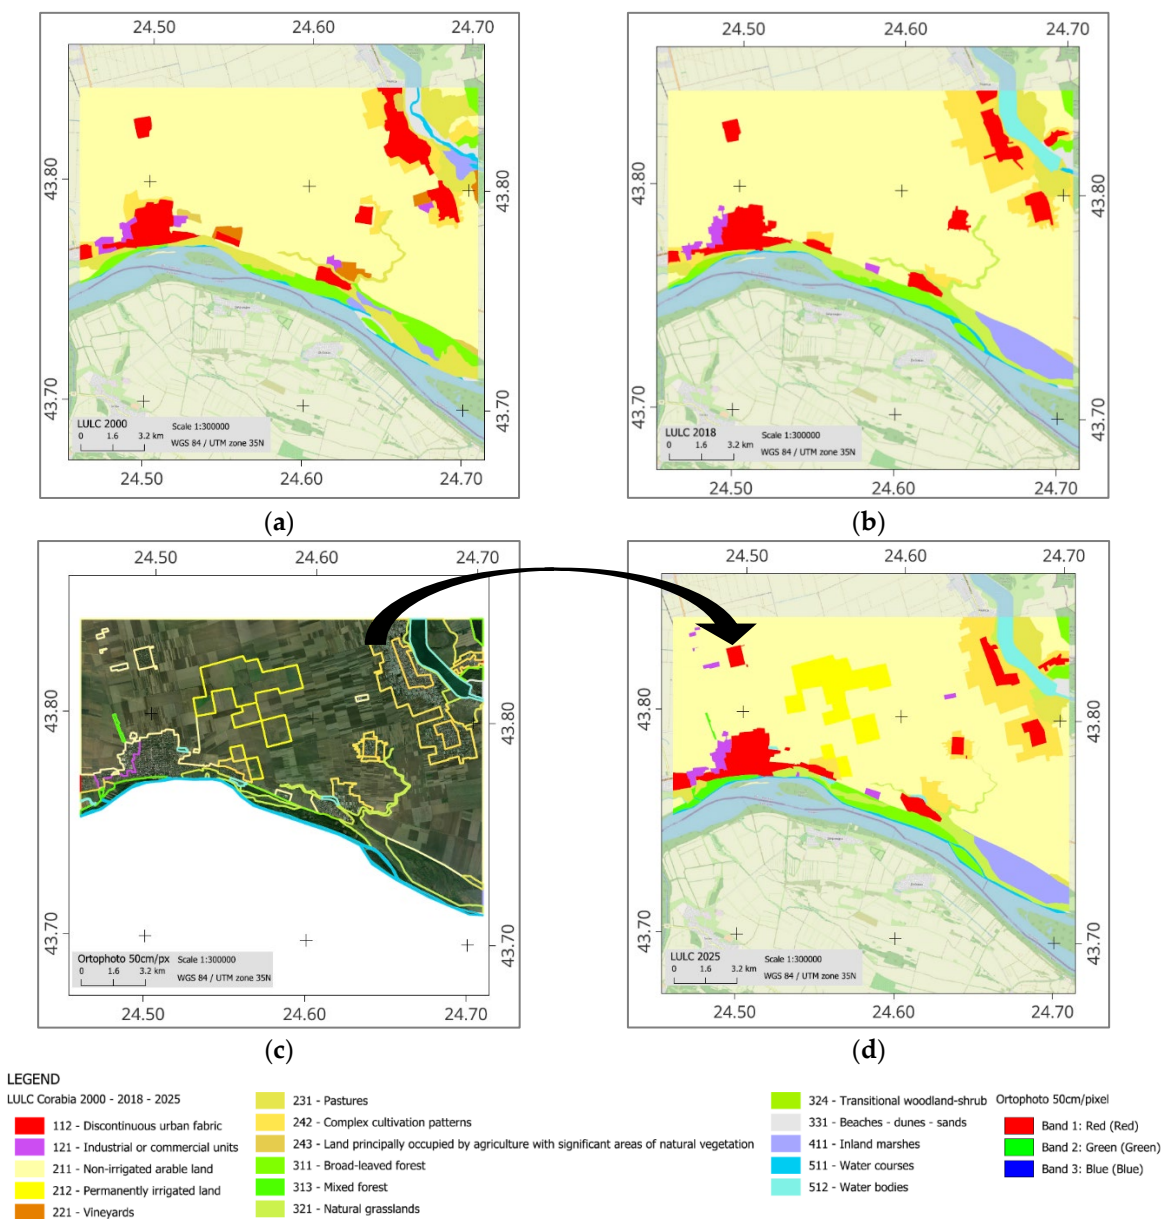 24.50 24.60 24.70
43.80 43.80
43.70 43.70
LULC 2000
Scale 1:300000
0 1.6 3.2 km
WGS 84 / UTM zone 35N
24.50 24.60 24.70
(a)
24.50 24.60 24.70
43.80 43.80
43.70 43.70
LULC 2018
Scale 1:300000
0 1.6 3.2 km
WGS 84 / UTM zone 35N
24.50 24.60 24.70
(b)
24.50 24.60 24.70
43.80 43.80
43.70 43.70
Ortophoto 50cm/px
Scale 1:300000
0 1.6 3.2 km
WGS 84 / UTM zone 35N
24.50 24.60 24.70
(c)
24.50 24.60 24.70
43.80 43.80
43.70 43.70
LULC 2025
Scale 1:300000
0 1.6 3.2 km
WGS 84 / UTM zone 35N
24.50 24.60 24.70
(d)
LEGEND
LULC Corabia 2000 - 2018 - 2025
112 - Discontinuous urban fabric
121 - Industrial or commercial units
211 - Non-irrigated arable land
212 - Permanently irrigated land
221 - Vineyards
231 - Pastures
242 - Complex cultivation patterns
243 - Land principally occupied by agriculture with significant areas of natural vegetation
311 - Broad-leaved forest
313 - Mixed forest
321 - Natural grasslands
324 - Transitional woodland-shrub
331 - Beaches - dunes - sands
411 - Inland marshes
511 - Water courses
512 - Water bodies
Ortophoto 50cm/pixel
Band 1: Red (Red)
Band 2: Green (Green)
Band 3: Blue (Blue)